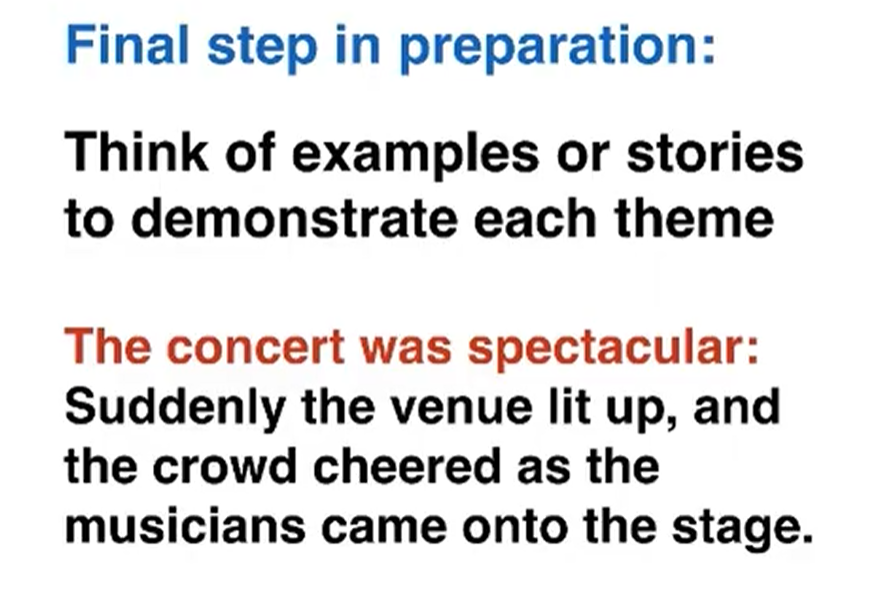 Final step in preparation:
Think of examples or stories
to demonstrate each theme
The concert was spectacular:
Suddenly the venue lit up, and
the crowd cheered as the
musicians came onto the stage.